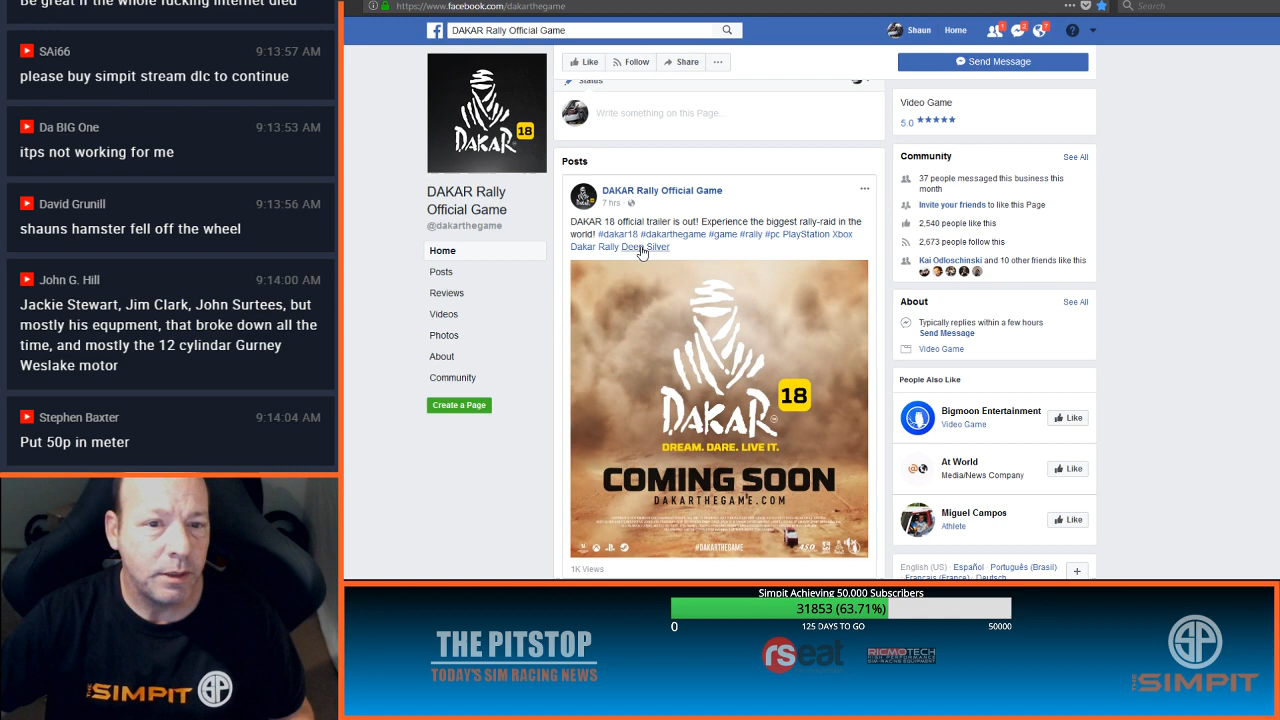 Be great if the whole fucking internet died
SAi66 9:13:57 AM
please buy simpit stream dlc to continue
Da BIG One 9:13:53 AM
itps not working for me
David Grunill 9:13:56 AM
shauns hamster fell off the wheel
John G. Hill 9:14:00 AM
Jackie Stewart, Jim Clark, John Surtees, but
mostly his equpment, that broke down all the
time, and mostly the 12 cylindar Gurney
Weslake motor
Stephen Baxter 9:14:04 AM
Put 50p in meter
https://www.facebook.com/dakarthegame
Search
DAKAR Rally Official Game
Shaun Home
Like Follow Share
Send Message
DAKAR 18
DAKAR Rally
Official Game
@dakarthegame
Home
Posts
Reviews
Videos
Photos
About
Community
Create a Page
Status
Write something on this Page...
Posts
DAKAR Rally Official Game
7 hrs
DAKAR 18 official trailer is out! Experience the biggest rally-raid in the
world! #dakar18 #dakarthegame #game #rally #pc PlayStation Xbox
Dakar Rally Deep Silver
DAKAR 18
DREAM. DARE. LIVE IT.
COMING SOON
DAKARTHEGAME.COM
#DAKARTHEGAME
1K Views
Video Game
5.0
Community See All
37 people messaged this business this
month
Invite your friends to like this Page
2,540 people like this
2,673 people follow this
Kai Odloschinski and 10 other friends like this
About See All
Typically replies within a few hours
Send Message
Video Game
People Also Like
Bigmoon Entertainment
Video Game
Like
At World
Media/News Company
Like
Miguel Campos
Athlete
Like
English (US) · Español · Português (Brasil) ·
Français (France) · Deutsch
Simpit Achieving 50,000 Subscribers
31853 (63.71%)
0 125 DAYS TO GO 50000
THE PITSTOP
TODAY'S SIM RACING NEWS
rseat
RICMOTECH
THE SIMPIT
THE SIMPIT